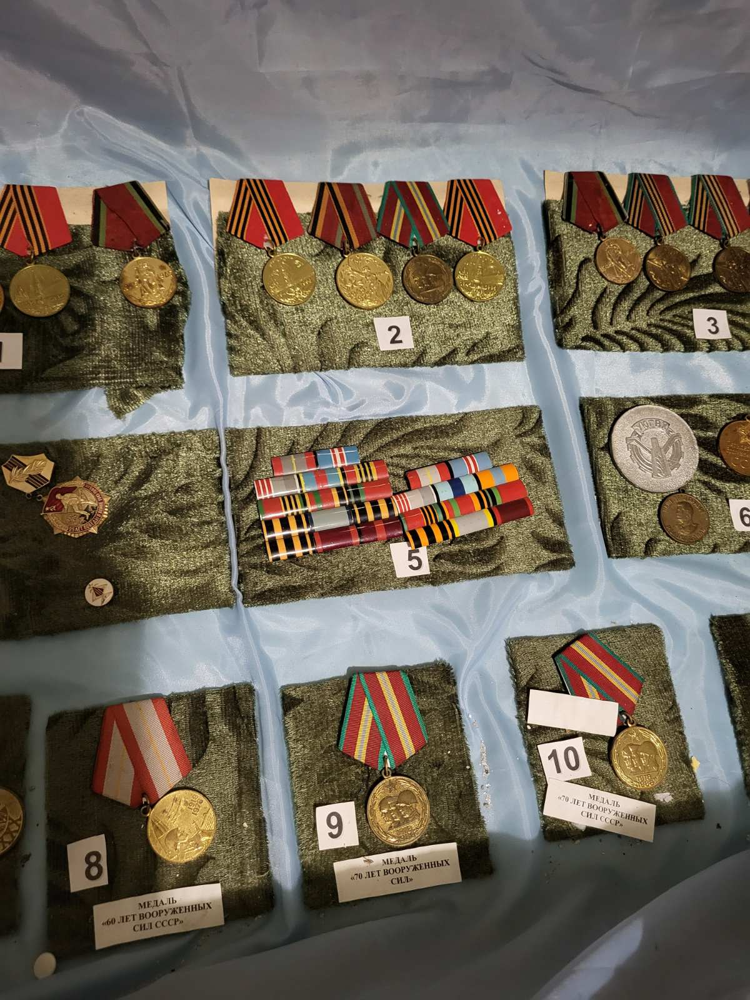 1
2
3
5
6
8
МЕДАЛЬ
«60 ЛЕТ ВООРУЖЕННЫХ
СИЛ СССР»
9
МЕДАЛЬ
«70 ЛЕТ ВООРУЖЕННЫХ
СИЛ»
10
МЕДАЛЬ
«70 ЛЕТ ВООРУЖЕННЫХ
СИЛ СССР»